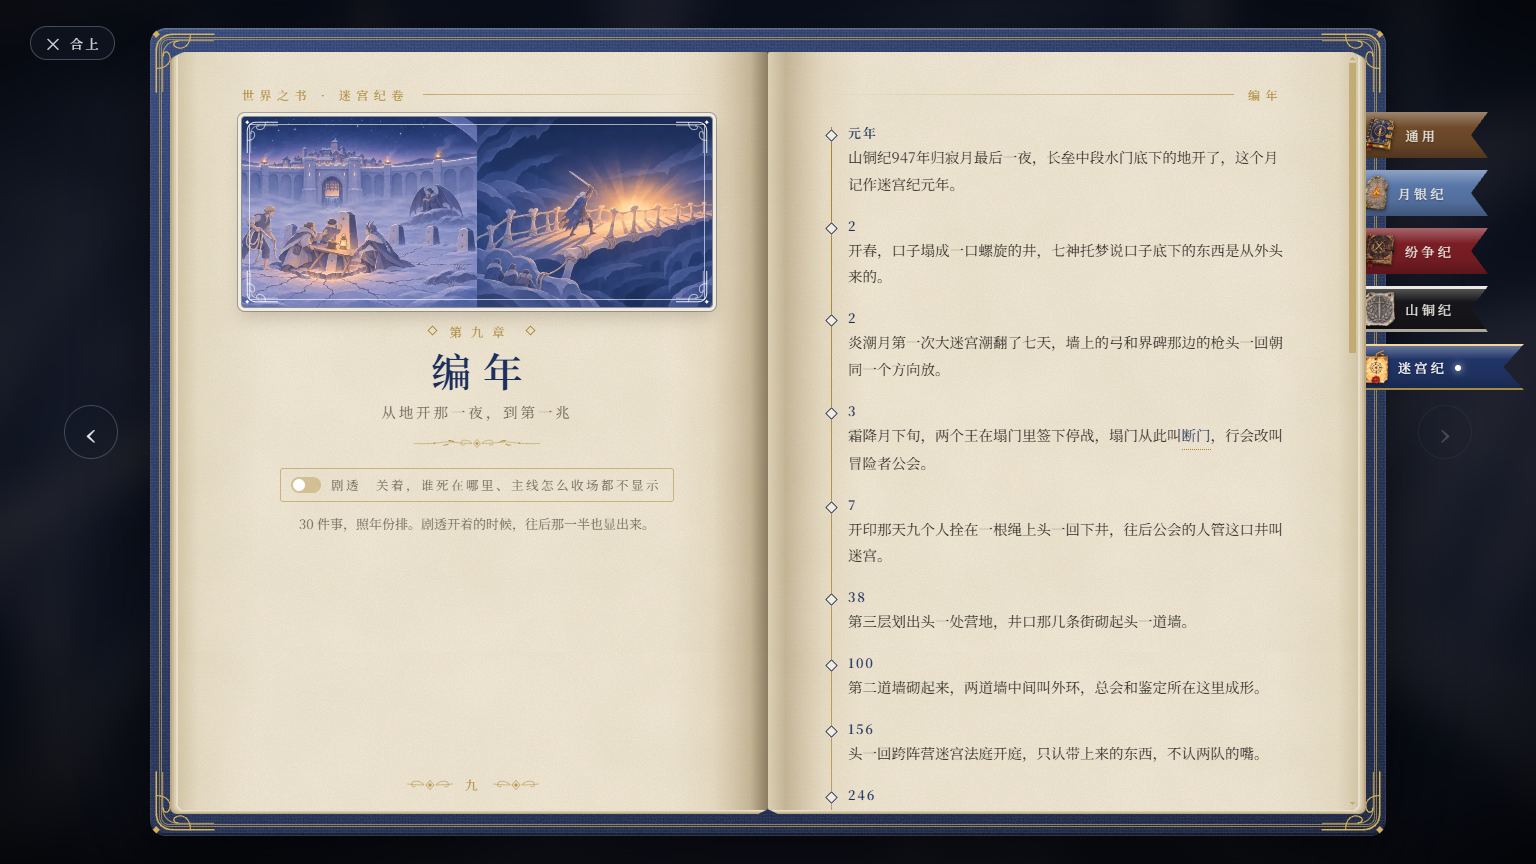 合上
世界之书 · 迷宫纪卷
第九章
编年
从地开那一夜，到第一兆
剧透 关着，谁死在哪里、主线怎么收场都不显示
30 件事，照年份排。剧透开着的时候，往后那一半也显出来。
九
编年
元年
山铜纪947年归寂月最后一夜，长垒中段水门底下的地开了，这个月
记作迷宫纪元年。
2
开春，口子塌成一口螺旋的井，七神托梦说口子底下的东西是从外头
来的。
2
炎潮月第一次大迷宫潮翻了七天，墙上的弓和界碑那边的枪头一回朝
同一个方向放。
3
霜降月下旬，两个王在塌门里签下停战，塌门从此叫断门，行会改叫
冒险者公会。
7
开印那天九个人拴在一根绳上头一回下井，往后公会的人管这口井叫
迷宫。
38
第三层划出头一处营地，井口那几条街砌起头一道墙。
100
第二道墙砌起来，两道墙中间叫外环，总会和鉴定所在这里成形。
156
头一回跨阵营迷宫法庭开庭，只认带上来的东西，不认两队的嘴。
246
通用
月银纪
纷争纪
山铜纪
迷宫纪